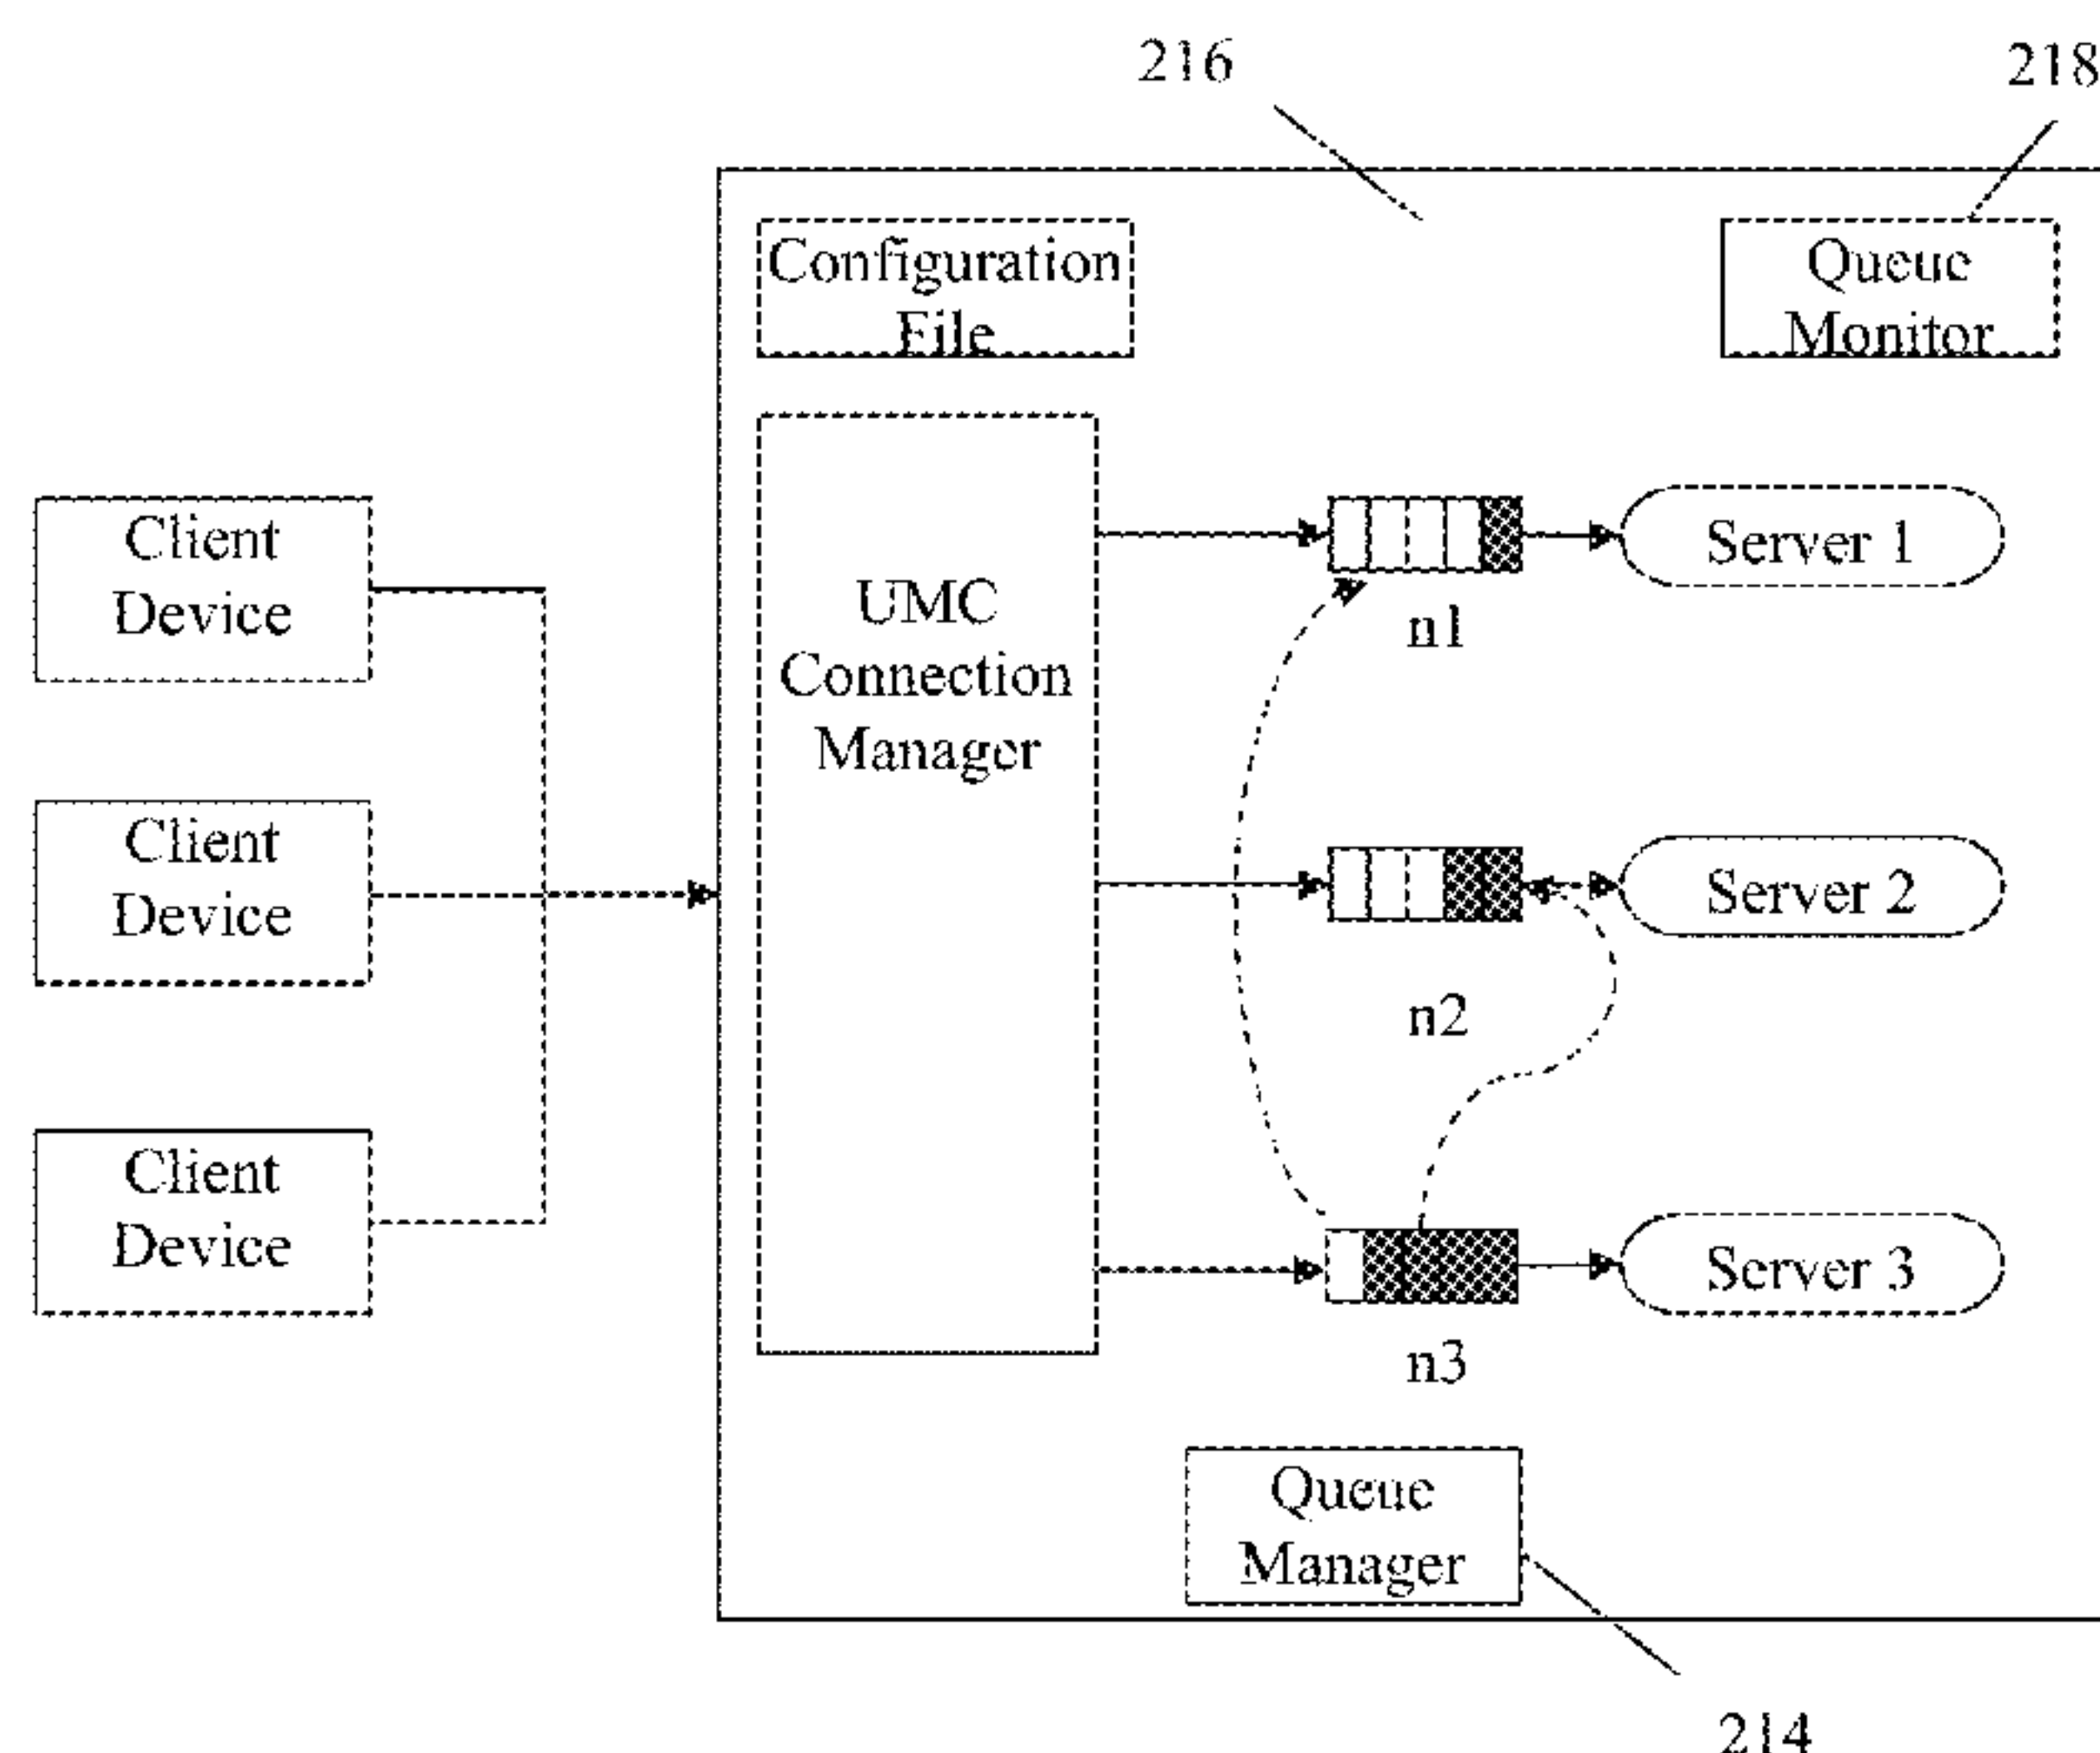 216
218
Configuration
File
Queue
Monitor
Client
Device
UMC
Connection
Manager
n1
Server 1
Client
Device
n2
Server 2
Client
Device
n3
Server 3
Queue
Manager
214